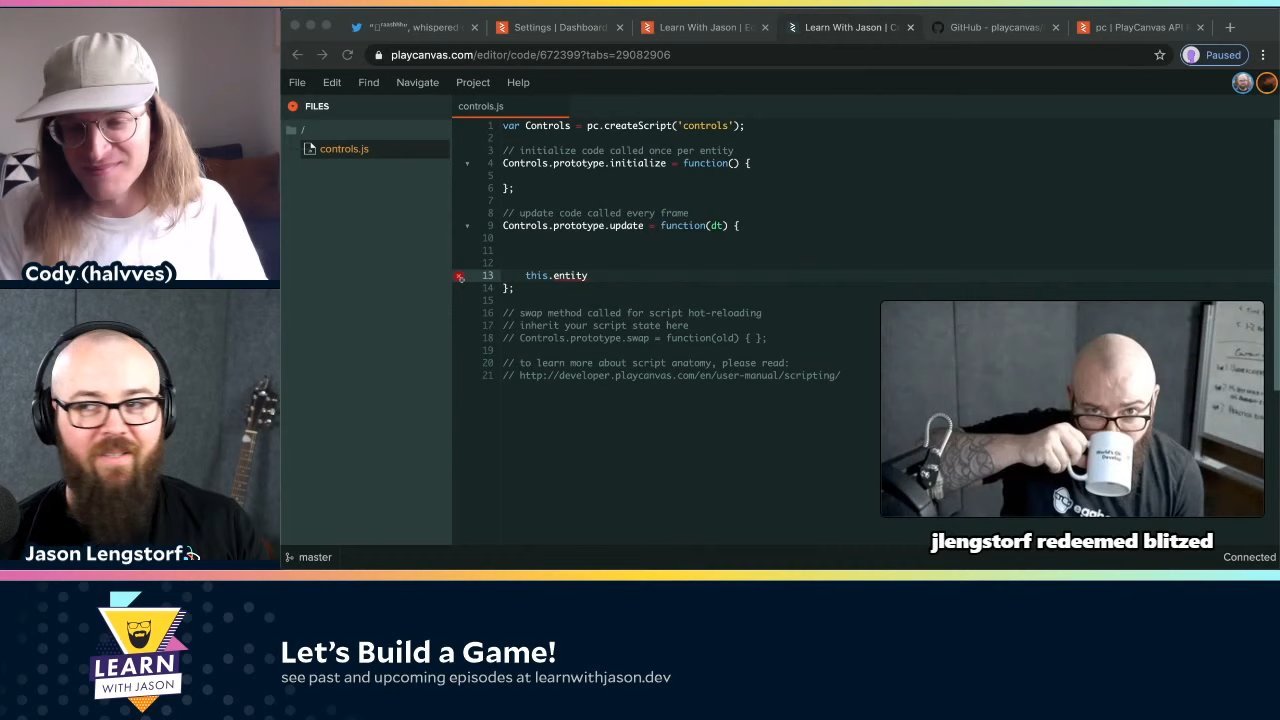 "▯ʳᵃᵃʰʰʰʰ", whispered
Settings | Dashboard
Learn With Jason | Ec
Learn With Jason | C
GitHub - playcanvas/
pc | PlayCanvas API
playcanvas.com/editor/code/672399?tabs=29082906
Paused
File Edit Find Navigate Project Help
FILES
/
controls.js
controls.js
1 var Controls = pc.createScript('controls');
2
3 // initialize code called once per entity
4 Controls.prototype.initialize = function() {
5
6 };
7
8 // update code called every frame
9 Controls.prototype.update = function(dt) {
10
11
12
13 this.entity
14 };
15
16 // swap method called for script hot-reloading
17 // inherit your script state here
18 // Controls.prototype.swap = function(old) { };
19
20 // to learn more about script anatomy, please read:
21 // http://developer.playcanvas.com/en/user-manual/scripting/
master
Connected
Cody (halvves)
Jason Lengstorf
World's Ok
Develop
jlengstorf redeemed blitzed
LEARN
WITH JASON
Let's Build a Game!
see past and upcoming episodes at learnwithjason.dev